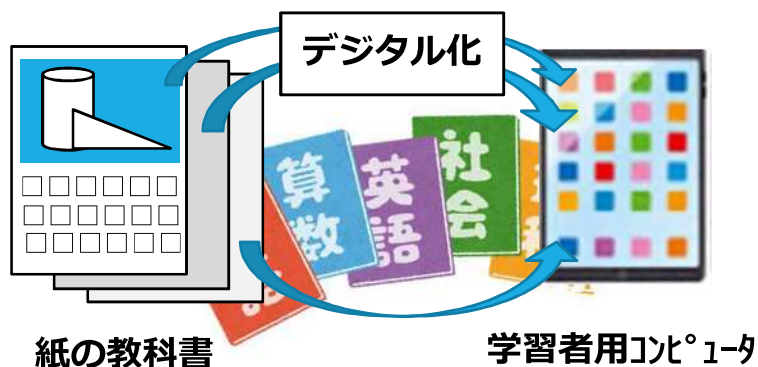 デジタル化
算数
英語
社会
紙の教科書
学習者用ｺﾝﾋﾟｭｰﾀ